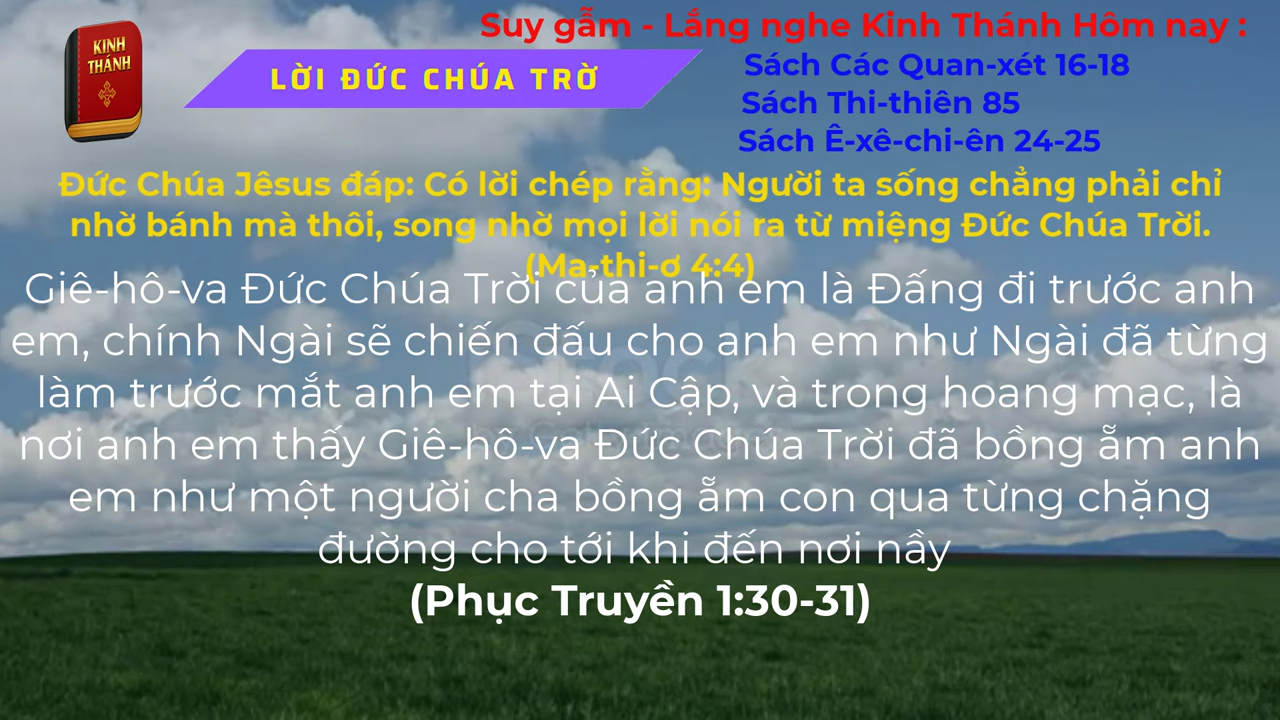 Suy gẫm - Lắng nghe Kinh Thánh Hôm nay :
KINH
THÁNH
LỜI ĐỨC CHÚA TRỜ
Sách Các Quan-xét 16-18
Sách Thi-thiên 85
Sách Ê-xê-chi-ên 24-25
Đức Chúa Jêsus đáp: Có lời chép rằng: Người ta sống chẳng phải chỉ
nhờ bánh mà thôi, song nhờ mọi lời nói ra từ miệng Đức Chúa Trời.
(Ma-thi-ơ 4:4)
Giê-hô-va Đức Chúa Trời của anh em là Đấng đi trước anh
em, chính Ngài sẽ chiến đấu cho anh em như Ngài đã từng
làm trước mắt anh em tại Ai Cập, và trong hoang mạc, là
nơi anh em thấy Giê-hô-va Đức Chúa Trời đã bồng ẵm anh
em như một người cha bồng ẵm con qua từng chặng
đường cho tới khi đến nơi nầy
(Phục Truyền 1:30-31)